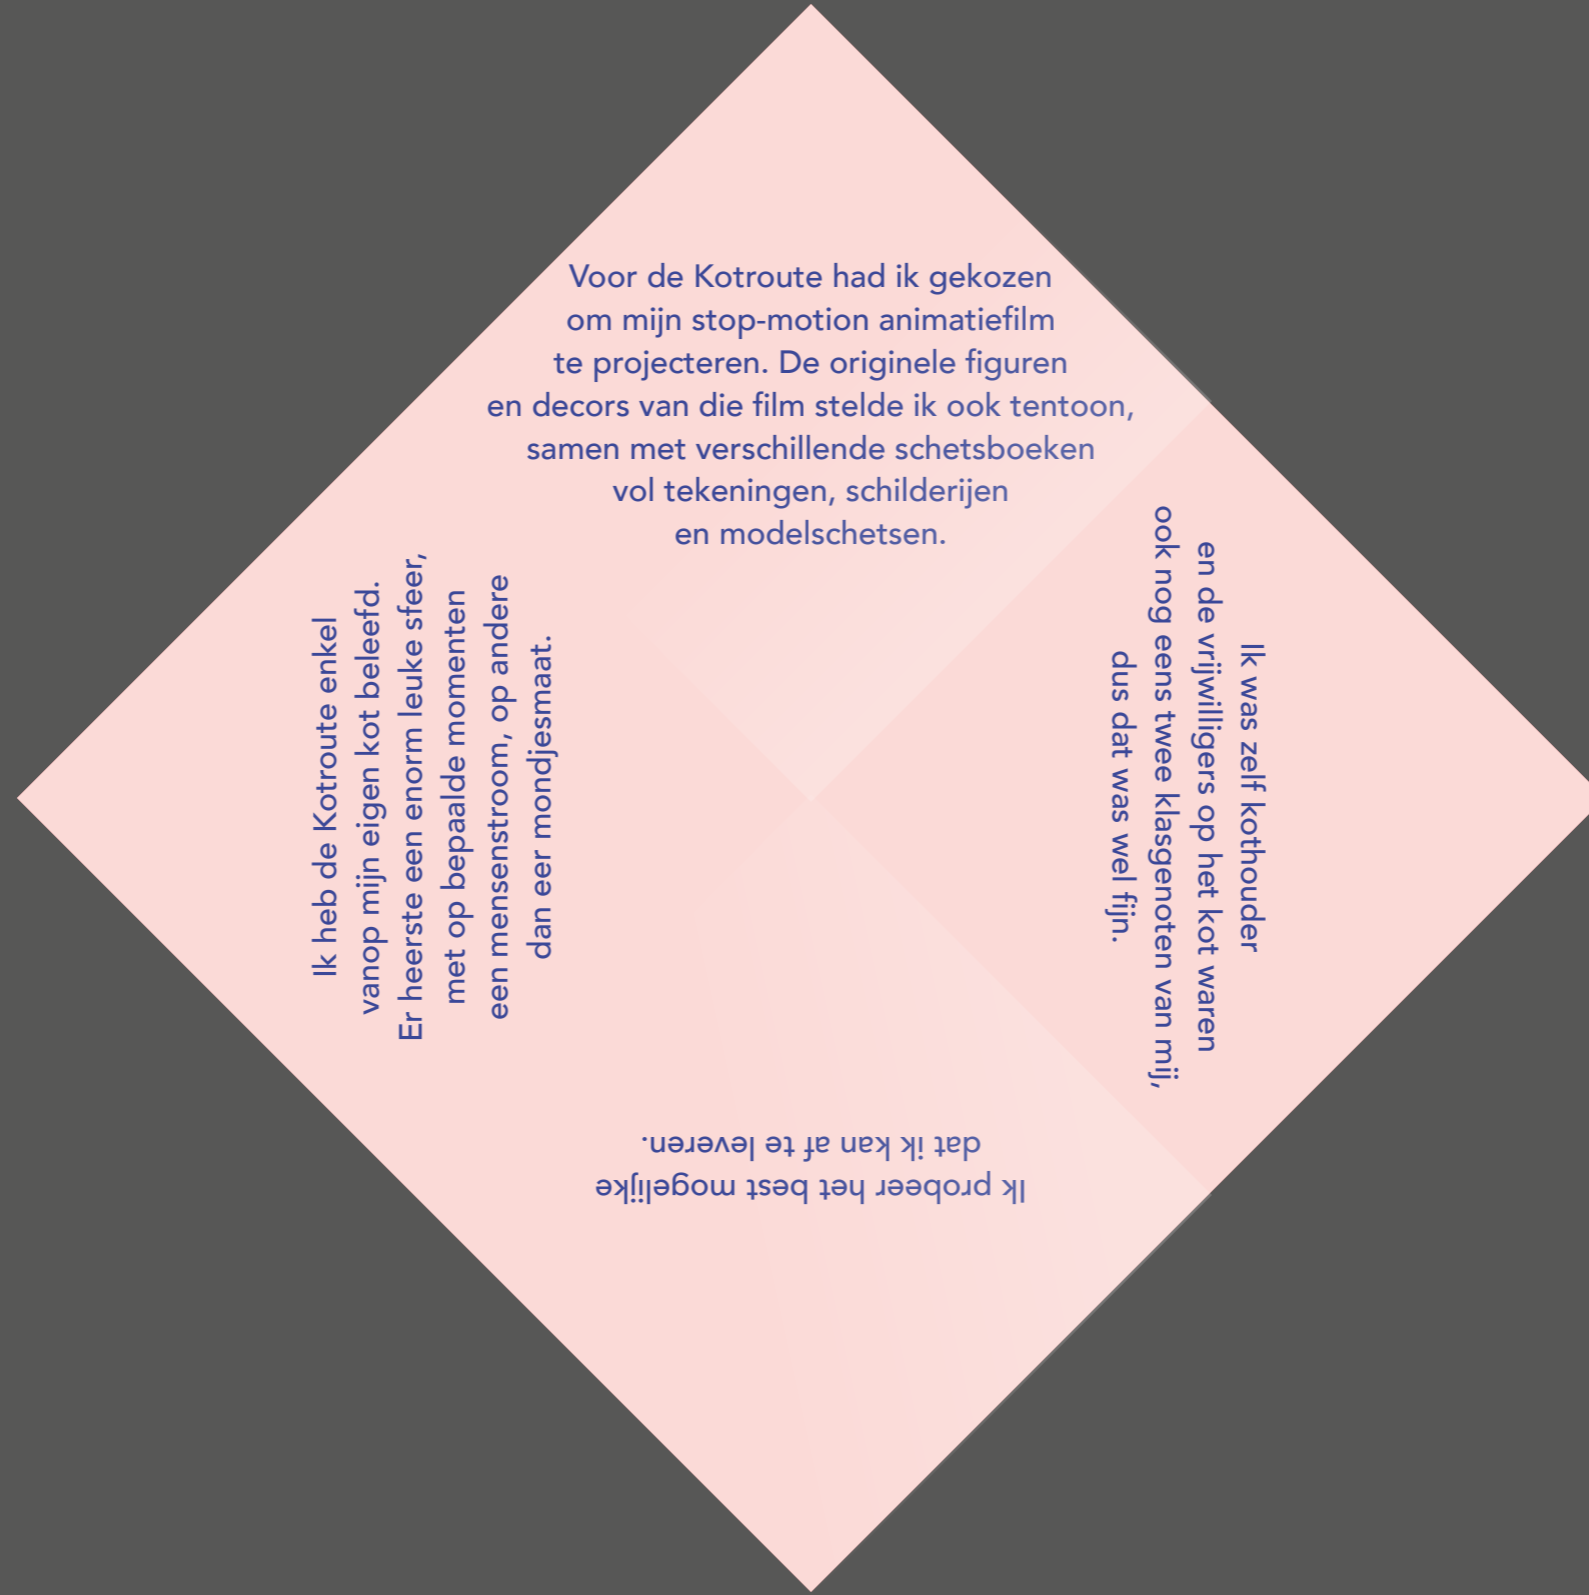 Voor de Kotroute had ik gekozen
om mijn stop-motion animatiefilm
te projecteren. De originele figuren
en decors van die film stelde ik ook tentoon,
samen met verschillende schetsboeken
vol tekeningen, schilderijen
en modelschetsen.
Ik was zelf kothouder
en de vrijwilligers op het kot waren
ook nog eens twee klasgenoten van mij,
dus dat was wel fijn.
Ik probeer het best mogelijke
dat ik kan af te leveren.
Ik heb de Kotroute enkel
vanop mijn eigen kot beleefd.
Er heerste een enorm leuke sfeer,
met op bepaalde momenten
een mensenstroom, op andere
dan eer mondjesmaat.